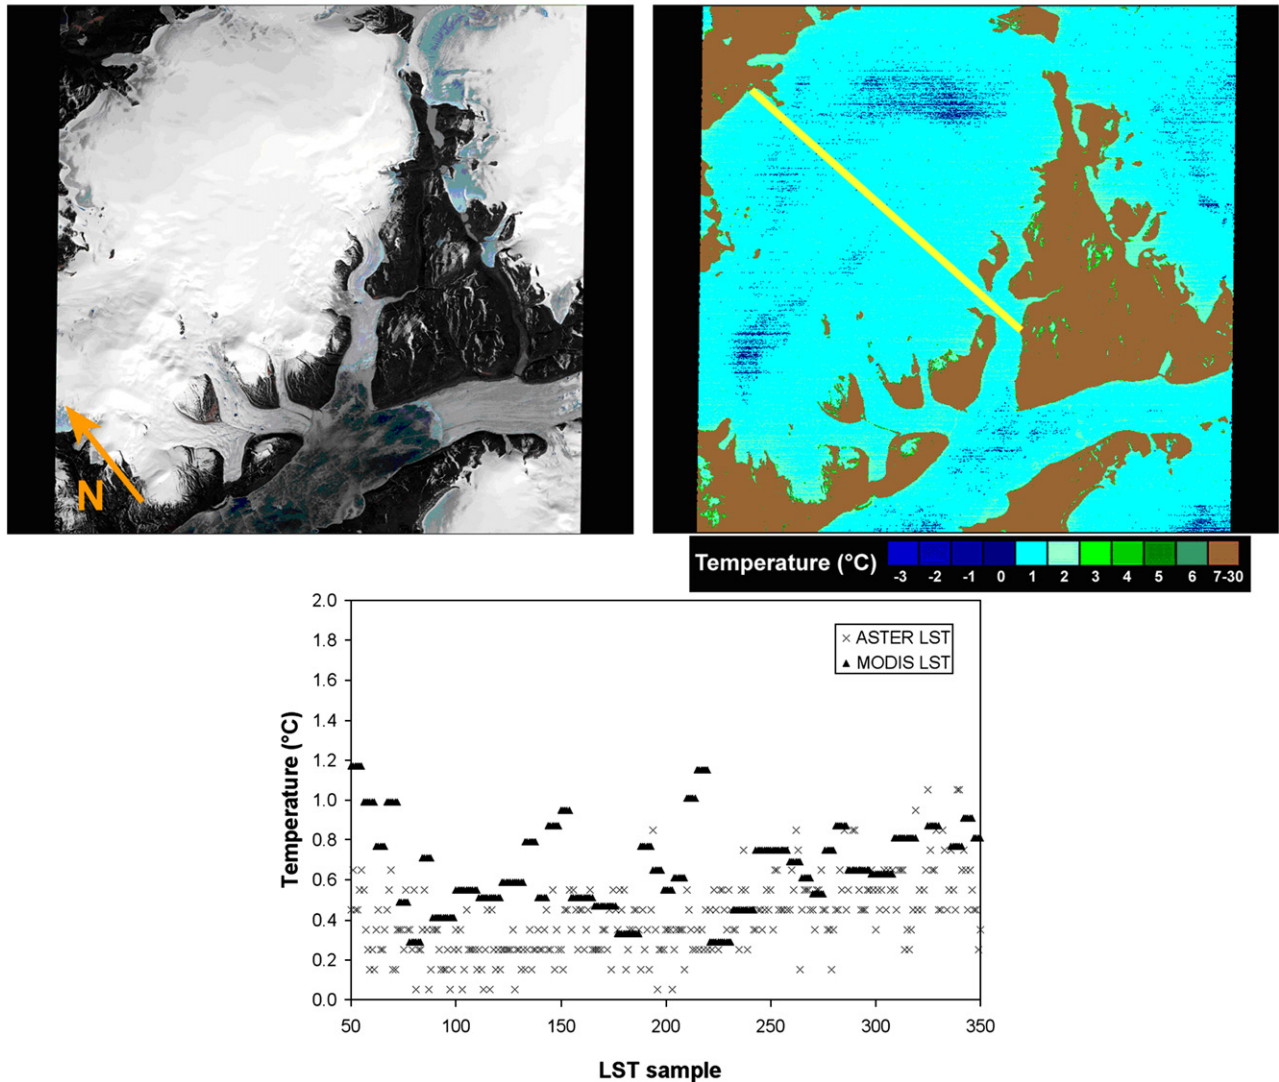 N
Temperature (°C)
-3 -2 -1 0 1 2 3 4 5 6 7-30
2.0
1.8
1.6
1.4
1.2
1.0
0.8
0.6
0.4
0.2
0.0
Temperature (°C)
× ASTER LST
▲ MODIS LST
50 100 150 200 250 300 350
LST sample